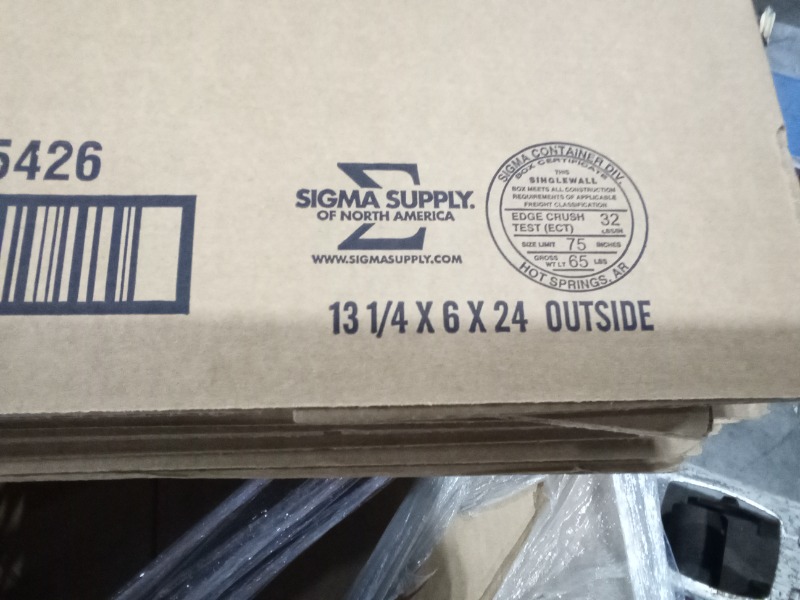 5426
SIGMA SUPPLY.
OF NORTH AMERICA
WWW.SIGMASUPPLY.COM
SIGMA CONTAINER DIV.
BOX CERTIFICATE
THIS
SINGLEWALL
BOX MEETS ALL CONSTRUCTION
REQUIREMENTS OF APPLICABLE
FREIGHT CLASSIFICATION
EDGE CRUSH 32
TEST (ECT) LBS/IN
SIZE LIMIT 75 INCHES
GROSS
WT LT 65 LBS
HOT SPRINGS, AR
13 1/4 X 6 X 24 OUTSIDE